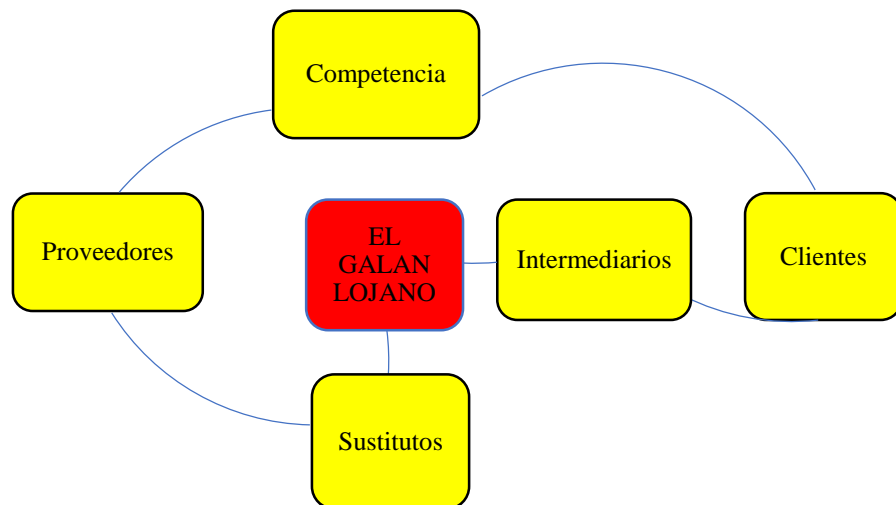 Competencia
Proveedores
EL
GALAN
LOJANO
Intermediarios
Clientes
Sustitutos